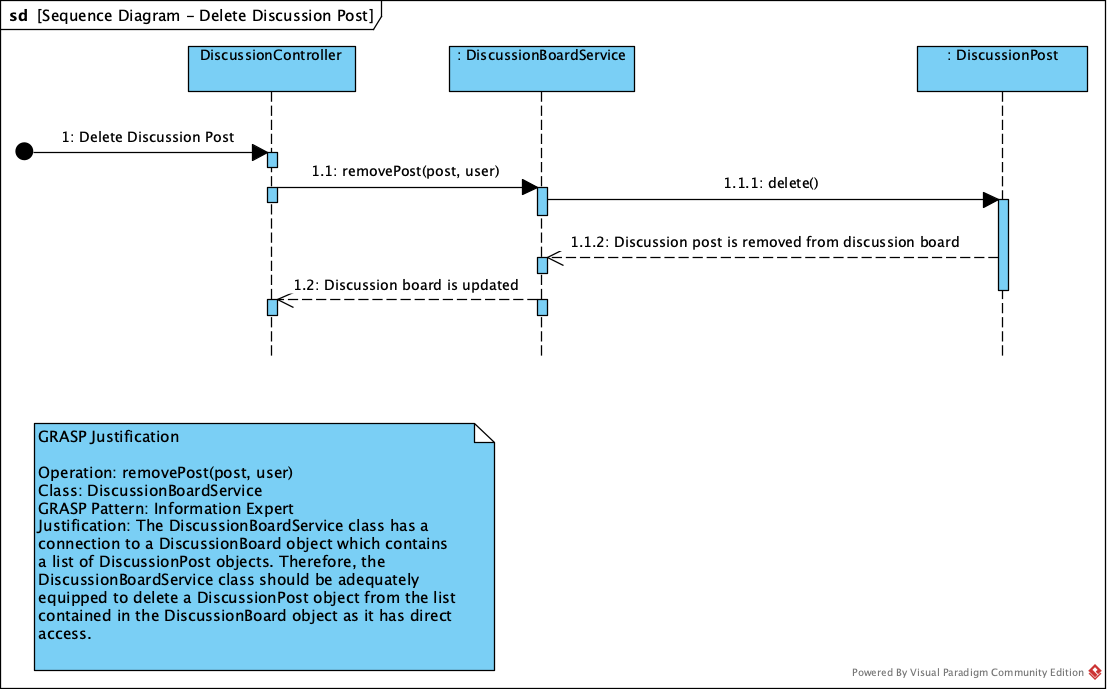 sd [Sequence Diagram – Delete Discussion Post]
DiscussionController
: DiscussionBoardService
: DiscussionPost
1: Delete Discussion Post
1.1: removePost(post, user)
1.1.1: delete()
1.1.2: Discussion post is removed from discussion board
1.2: Discussion board is updated
GRASP Justification
Operation: removePost(post, user)
Class: DiscussionBoardService
GRASP Pattern: Information Expert
Justification: The DiscussionBoardService class has a
connection to a DiscussionBoard object which contains
a list of DiscussionPost objects. Therefore, the
DiscussionBoardService class should be adequately
equipped to delete a DiscussionPost object from the list
contained in the DiscussionBoard object as it has direct
access.
Powered By Visual Paradigm Community Edition